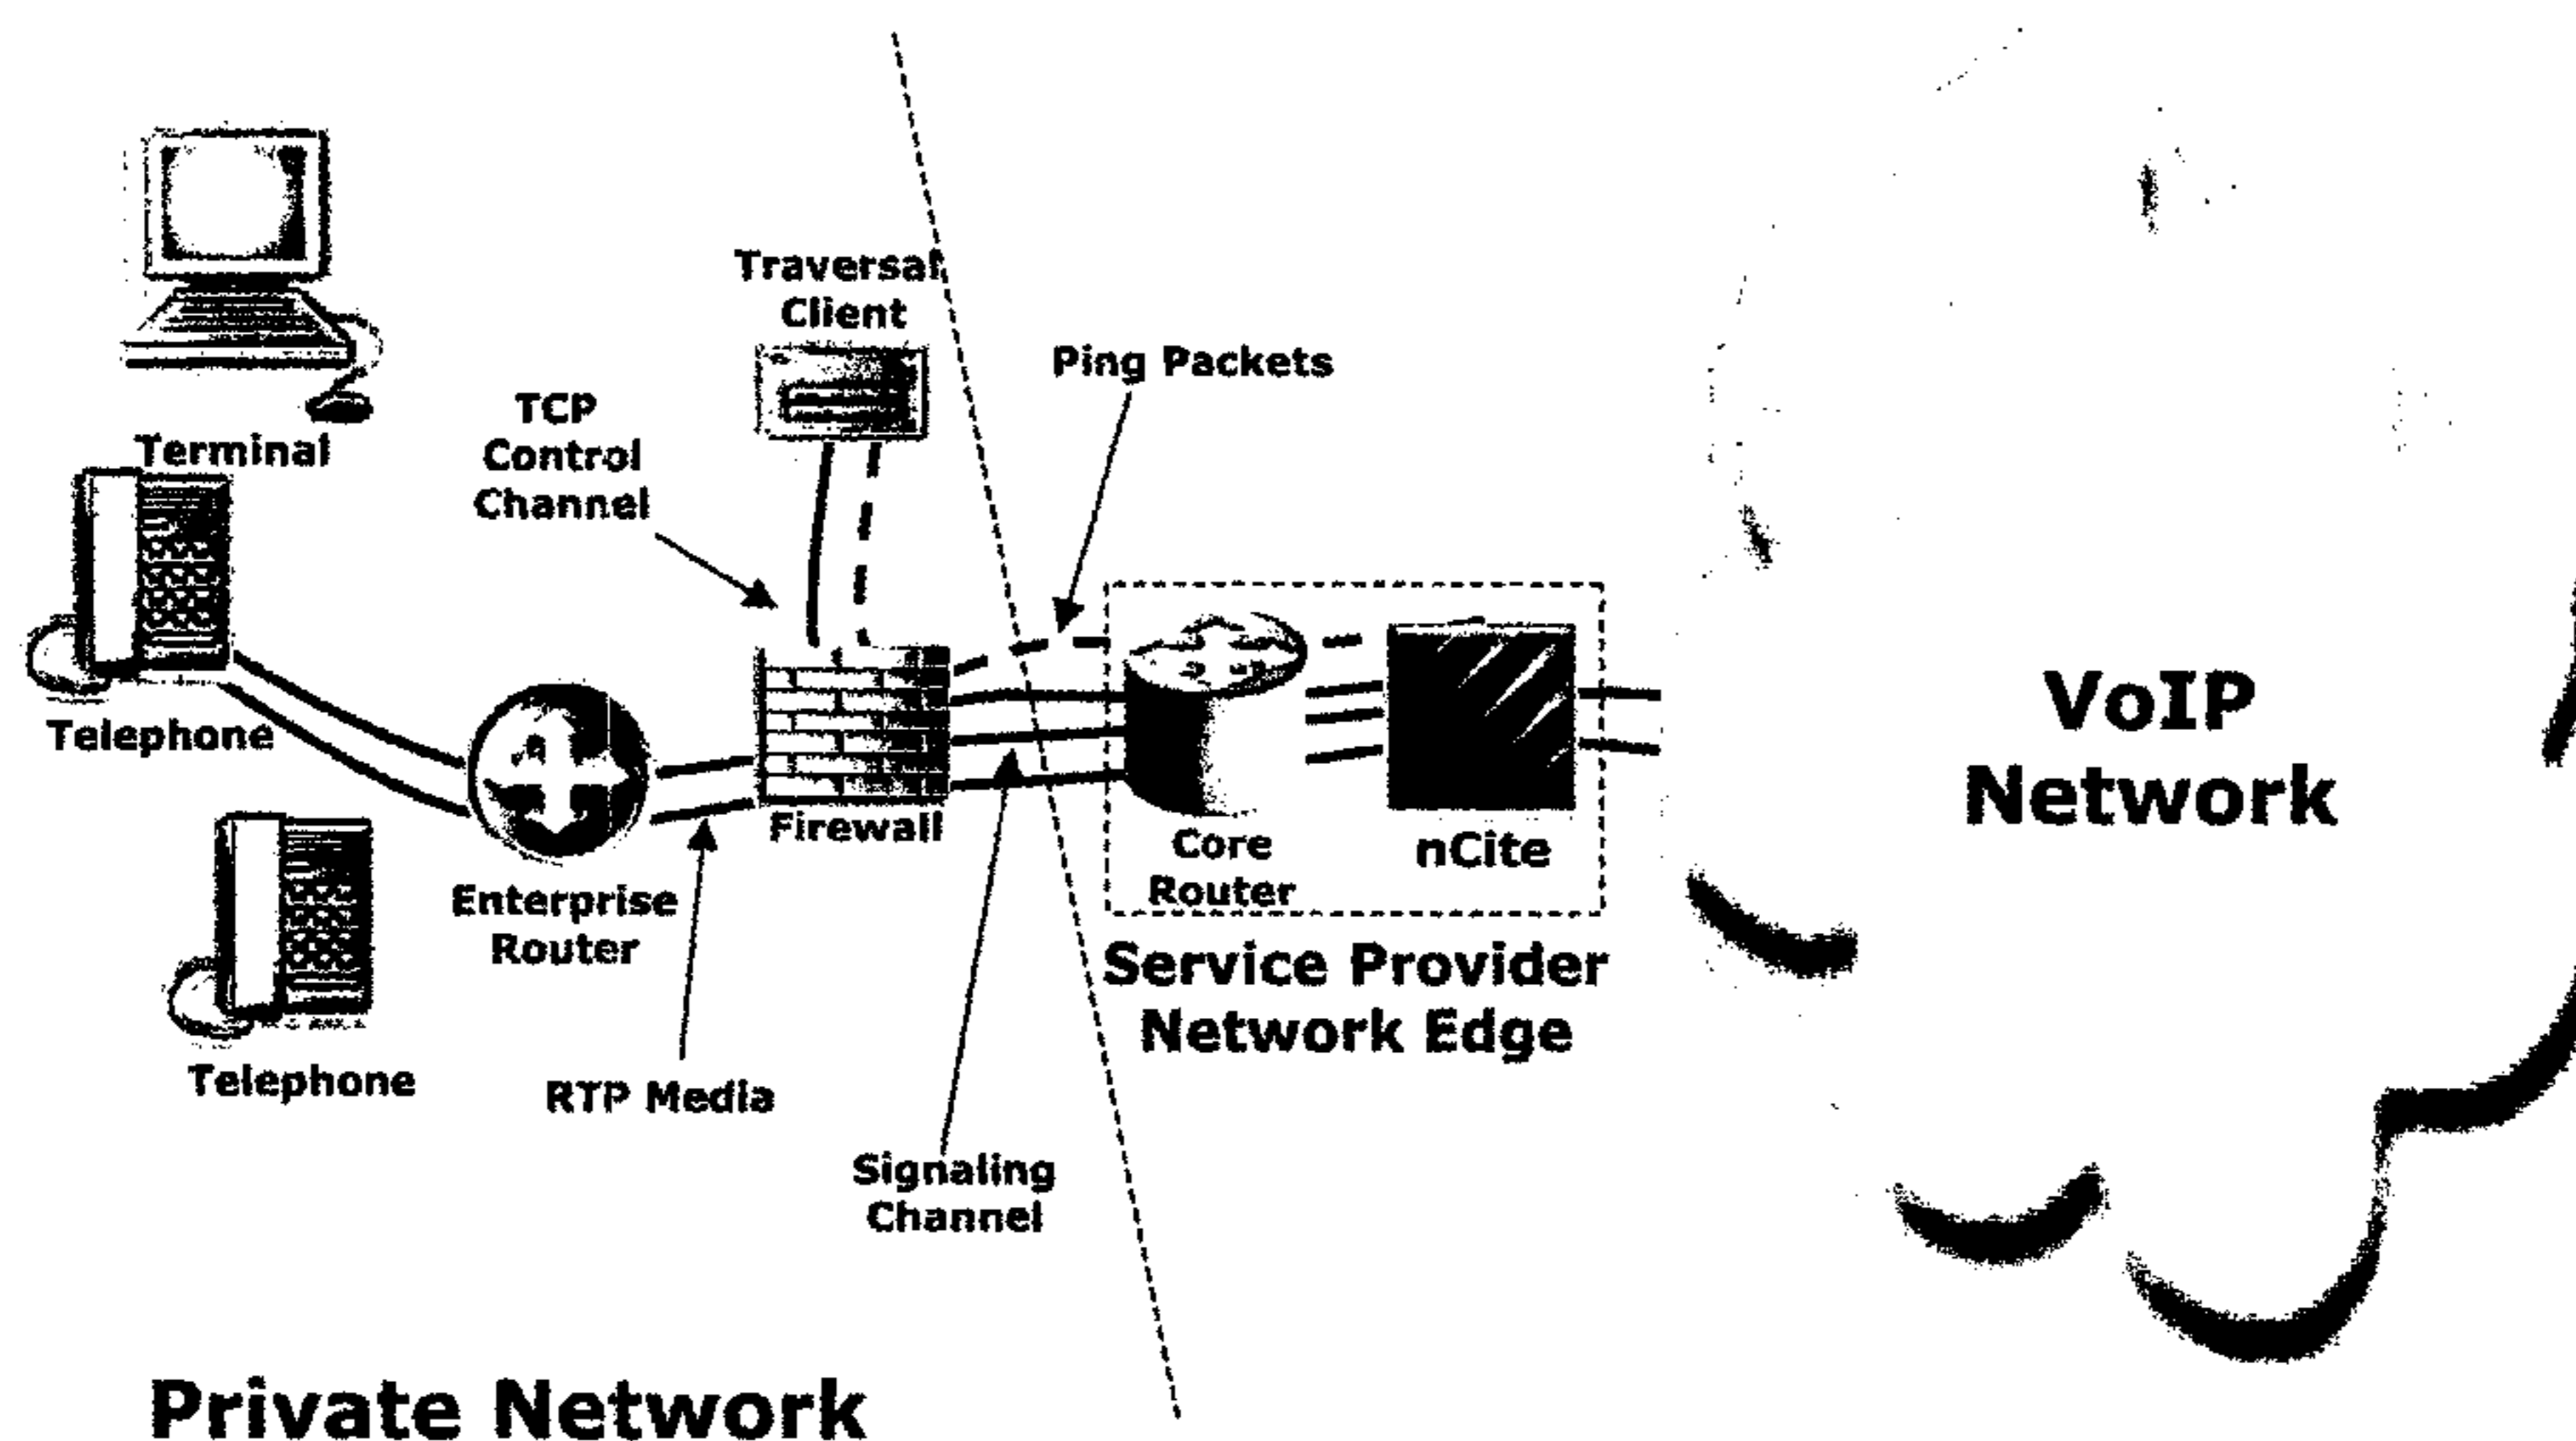 Traversal
Client
Ping Packets
TCP
Control
Channel
Terminal
Telephone
VoIP
Network
Firewall
Core
Router
nCite
Enterprise
Router
Service Provider
Network Edge
Telephone
RTP Media
Signaling
Channel
Private Network